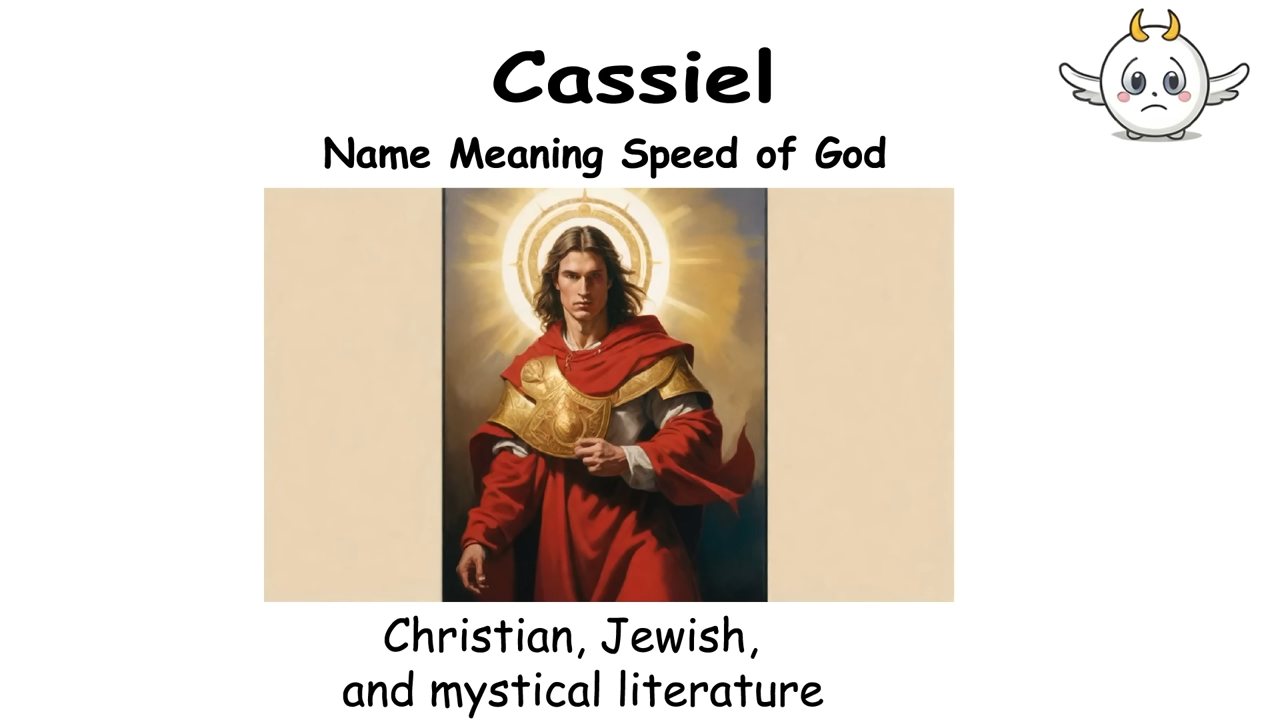 Cassiel
Name Meaning Speed of God
Christian, Jewish,
and mystical literature